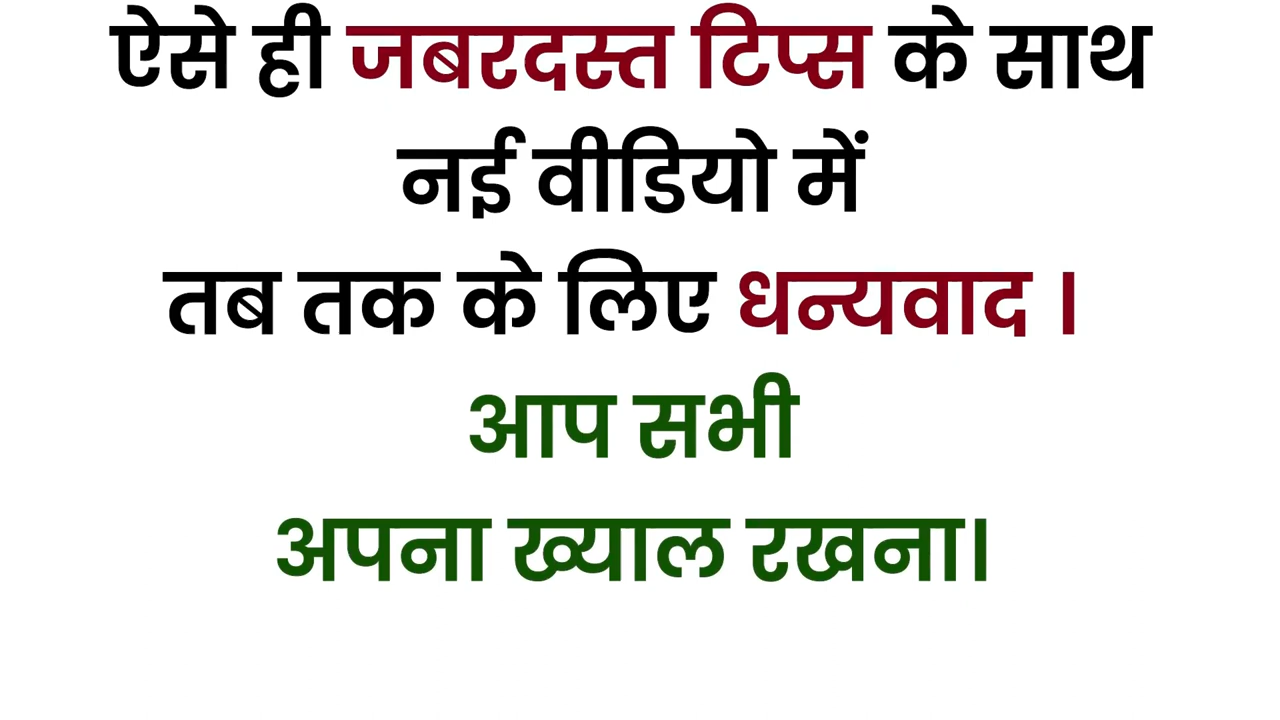 ऐसे ही जबरदस्त टिप्स के साथ
नई वीडियो में
तब तक के लिए धन्यवाद ।
आप सभी
अपना ख्याल रखना।